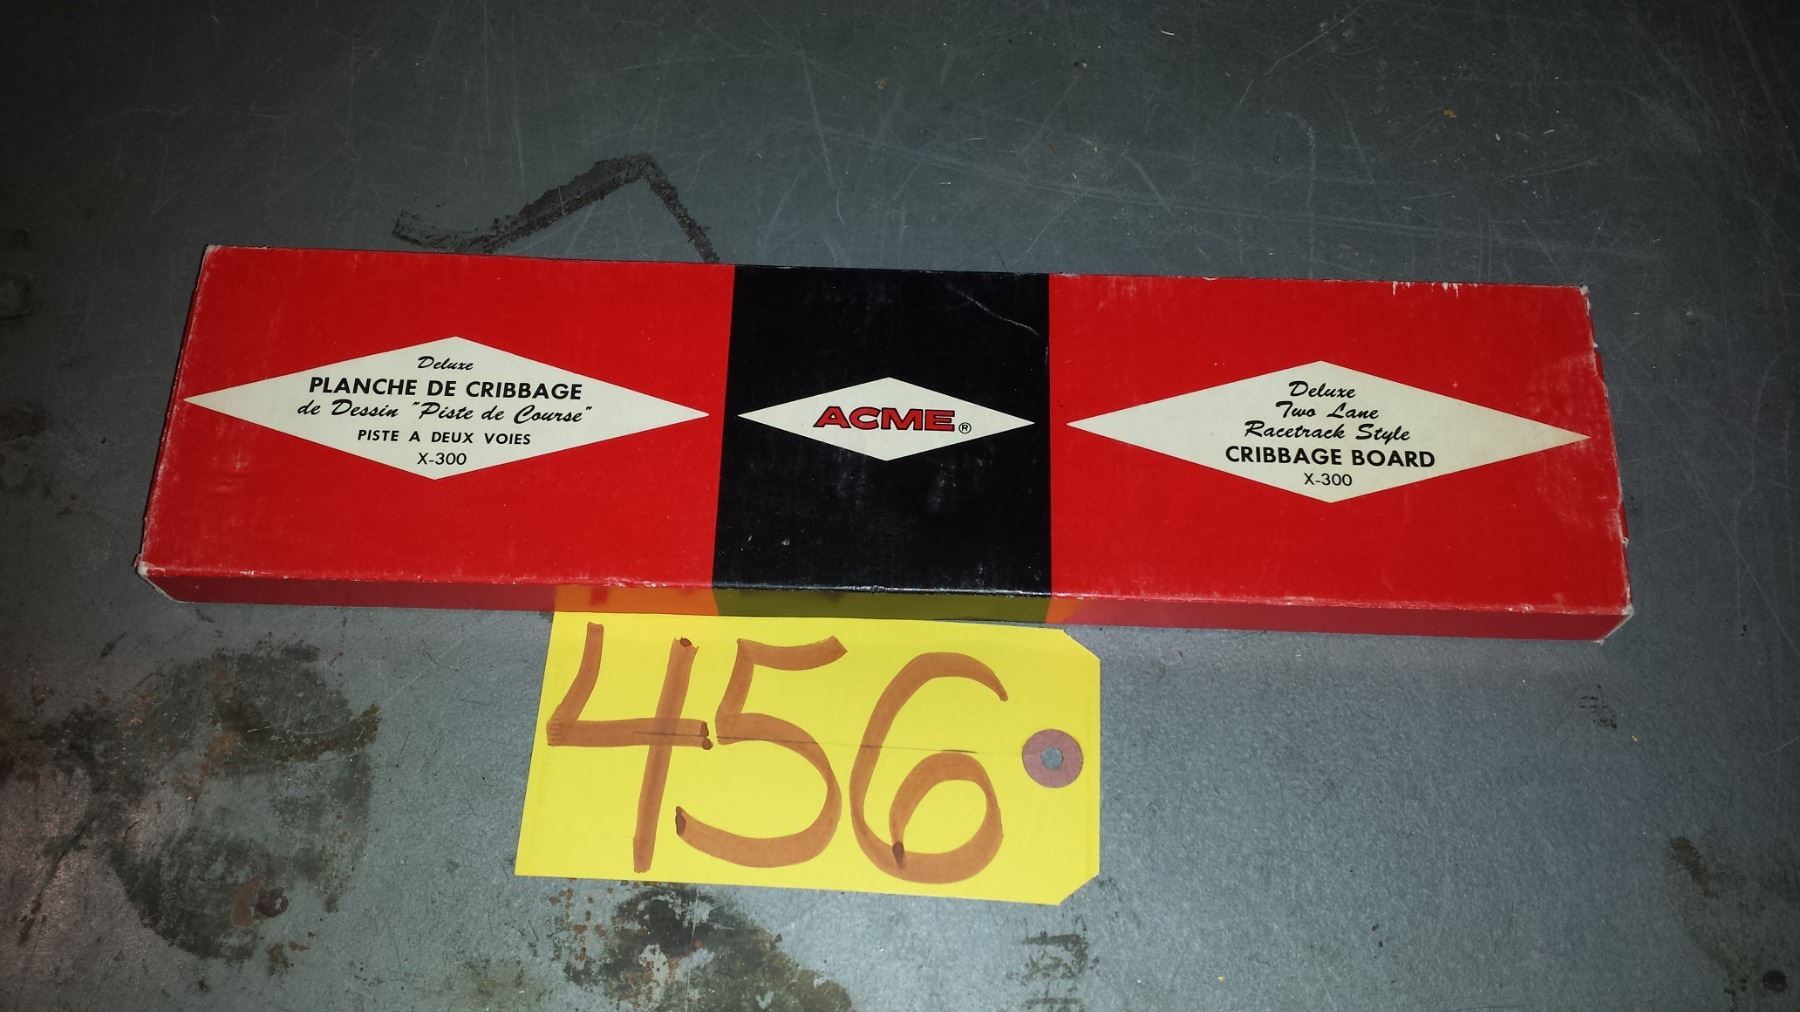 Deluxe
PLANCHE DE CRIBBAGE
de Dessin "Piste de Course"
PISTE A DEUX VOIES
X-300
ACME®
Deluxe
Two Lane
Racetrack Style
CRIBBAGE BOARD
X-300
456